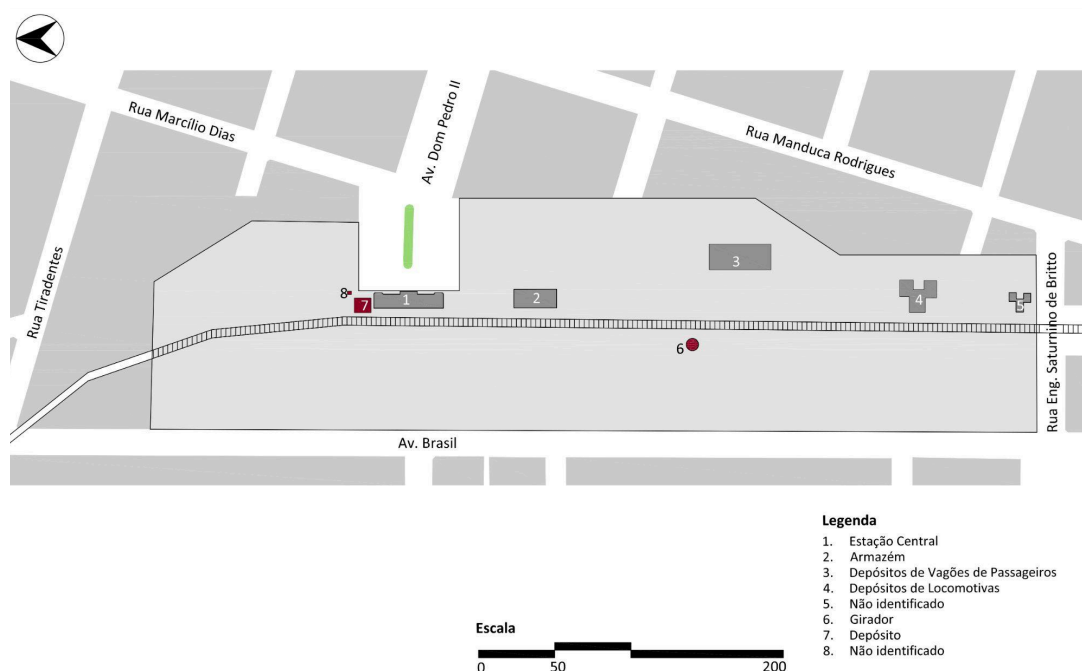 Rua Marcílio Dias
Av. Dom Pedro II
Rua Manduca Rodrigues
Rua Tiradentes
Rua Eng. Saturnino de Britto
3
8
7
1
2
4
5
6
Av. Brasil
Legenda
1. Estação Central
2. Armazém
3. Depósitos de Vagões de Passageiros
4. Depósitos de Locomotivas
5. Não identificado
6. Girador
7. Depósito
8. Não identificado
Escala
0 50 200